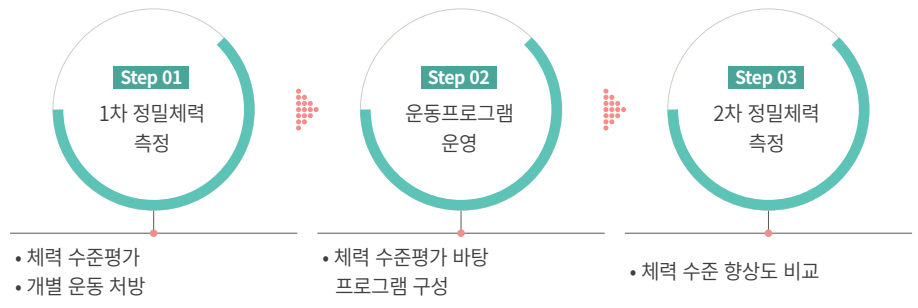 Step 01
1차 정밀체력
측정
• 체력 수준평가
• 개별 운동 처방
Step 02
운동프로그램
운영
• 체력 수준평가 바탕
프로그램 구성
Step 03
2차 정밀체력
측정
• 체력 수준 향상도 비교